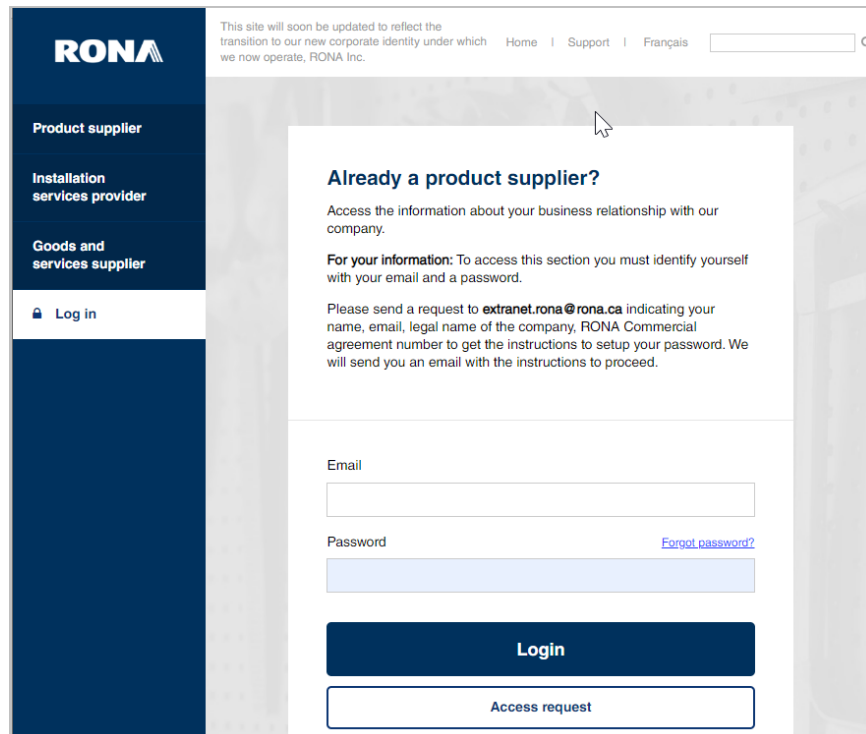 RONA
This site will soon be updated to reflect the
transition to our new corporate identity under which
we now operate, RONA Inc.
Home | Support | Français
Product supplier
Installation
services provider
Goods and
services supplier
Log in
Already a product supplier?
Access the information about your business relationship with our
company.
For your information: To access this section you must identify yourself
with your email and a password.
Please send a request to extranet.rona@rona.ca indicating your
name, email, legal name of the company, RONA Commercial
agreement number to get the instructions to setup your password. We
will send you an email with the instructions to proceed.
Email
Password
Forgot password?
Login
Access request